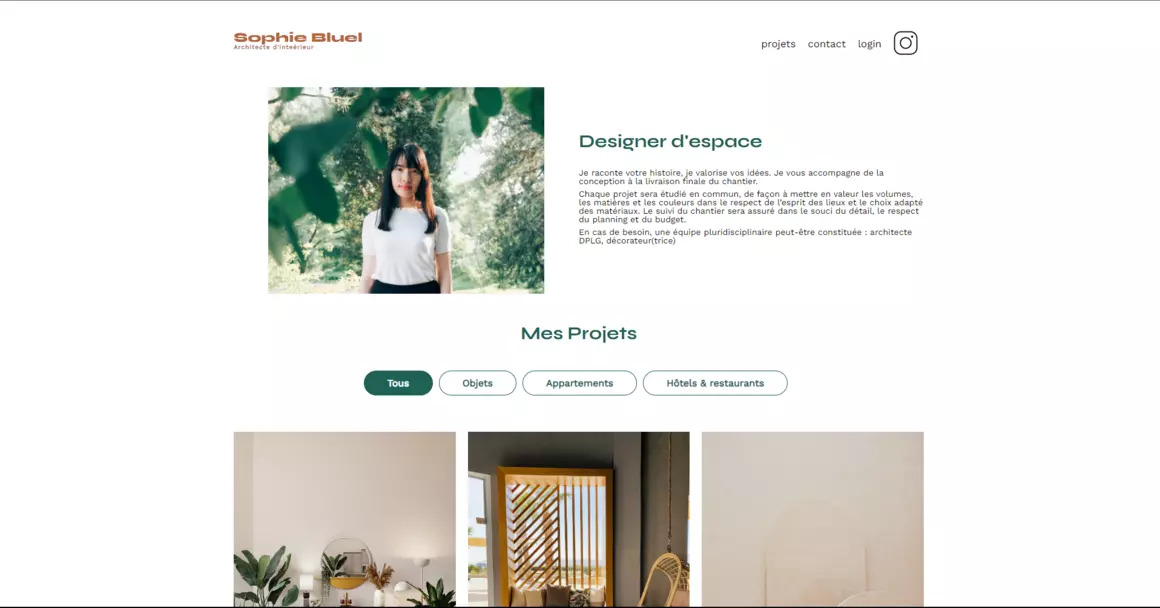 Sophie Bluel
Architecte d'inteérieur
projets contact login
Designer d'espace
Je raconte votre histoire, je valorise vos idées. Je vous accompagne de la
conception à la livraison finale du chantier.
Chaque projet sera étudié en commun, de façon à mettre en valeur les volumes,
les matières et les couleurs dans le respect de l'esprit des lieux et le choix adapté
des matériaux. Le suivi du chantier sera assuré dans le souci du détail, le respect
du planning et du budget.
En cas de besoin, une équipe pluridisciplinaire peut-être constituée : architecte
DPLG, décorateur(trice)
Mes Projets
Tous Objets Appartements Hôtels & restaurants